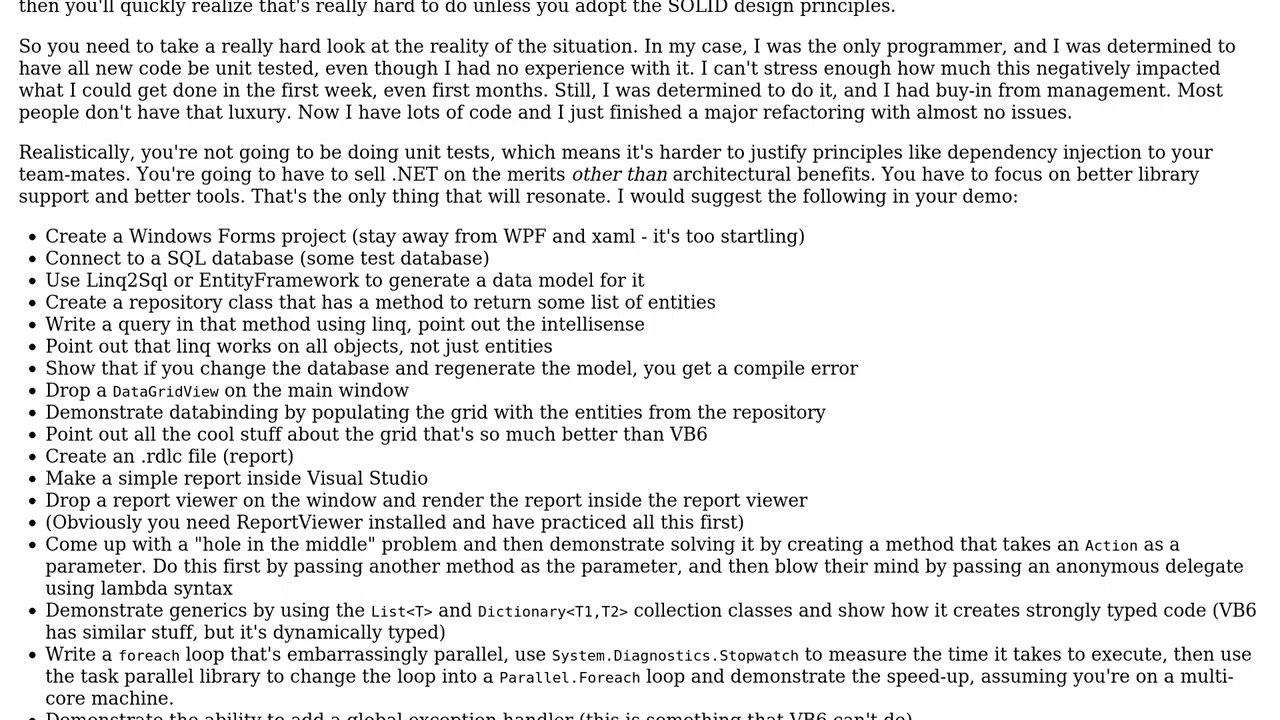 then you'll quickly realize that's really hard to do unless you adopt the SOLID design principles.
So you need to take a really hard look at the reality of the situation. In my case, I was the only programmer, and I was determined to
have all new code be unit tested, even though I had no experience with it. I can't stress enough how much this negatively impacted
what I could get done in the first week, even first months. Still, I was determined to do it, and I had buy-in from management. Most
people don't have that luxury. Now I have lots of code and I just finished a major refactoring with almost no issues.
Realistically, you're not going to be doing unit tests, which means it's harder to justify principles like dependency injection to your
team-mates. You're going to have to sell .NET on the merits other than architectural benefits. You have to focus on better library
support and better tools. That's the only thing that will resonate. I would suggest the following in your demo:
• Create a Windows Forms project (stay away from WPF and xaml - it's too startling)
• Connect to a SQL database (some test database)
• Use Linq2Sql or EntityFramework to generate a data model for it
• Create a repository class that has a method to return some list of entities
• Write a query in that method using linq, point out the intellisense
• Point out that linq works on all objects, not just entities
• Show that if you change the database and regenerate the model, you get a compile error
• Drop a DataGridView on the main window
• Demonstrate databinding by populating the grid with the entities from the repository
• Point out all the cool stuff about the grid that's so much better than VB6
• Create an .rdlc file (report)
• Make a simple report inside Visual Studio
• Drop a report viewer on the window and render the report inside the report viewer
• (Obviously you need ReportViewer installed and have practiced all this first)
• Come up with a "hole in the middle" problem and then demonstrate solving it by creating a method that takes an Action as a
parameter. Do this first by passing another method as the parameter, and then blow their mind by passing an anonymous delegate
using lambda syntax
• Demonstrate generics by using the List<T> and Dictionary<T1,T2> collection classes and show how it creates strongly typed code (VB6
has similar stuff, but it's dynamically typed)
• Write a foreach loop that's embarrassingly parallel, use System.Diagnostics.Stopwatch to measure the time it takes to execute, then use
the task parallel library to change the loop into a Parallel.Foreach loop and demonstrate the speed-up, assuming you're on a multi-
core machine.
• Demonstrate the ability to add a global exception handler (this is something that VB6 can't do)